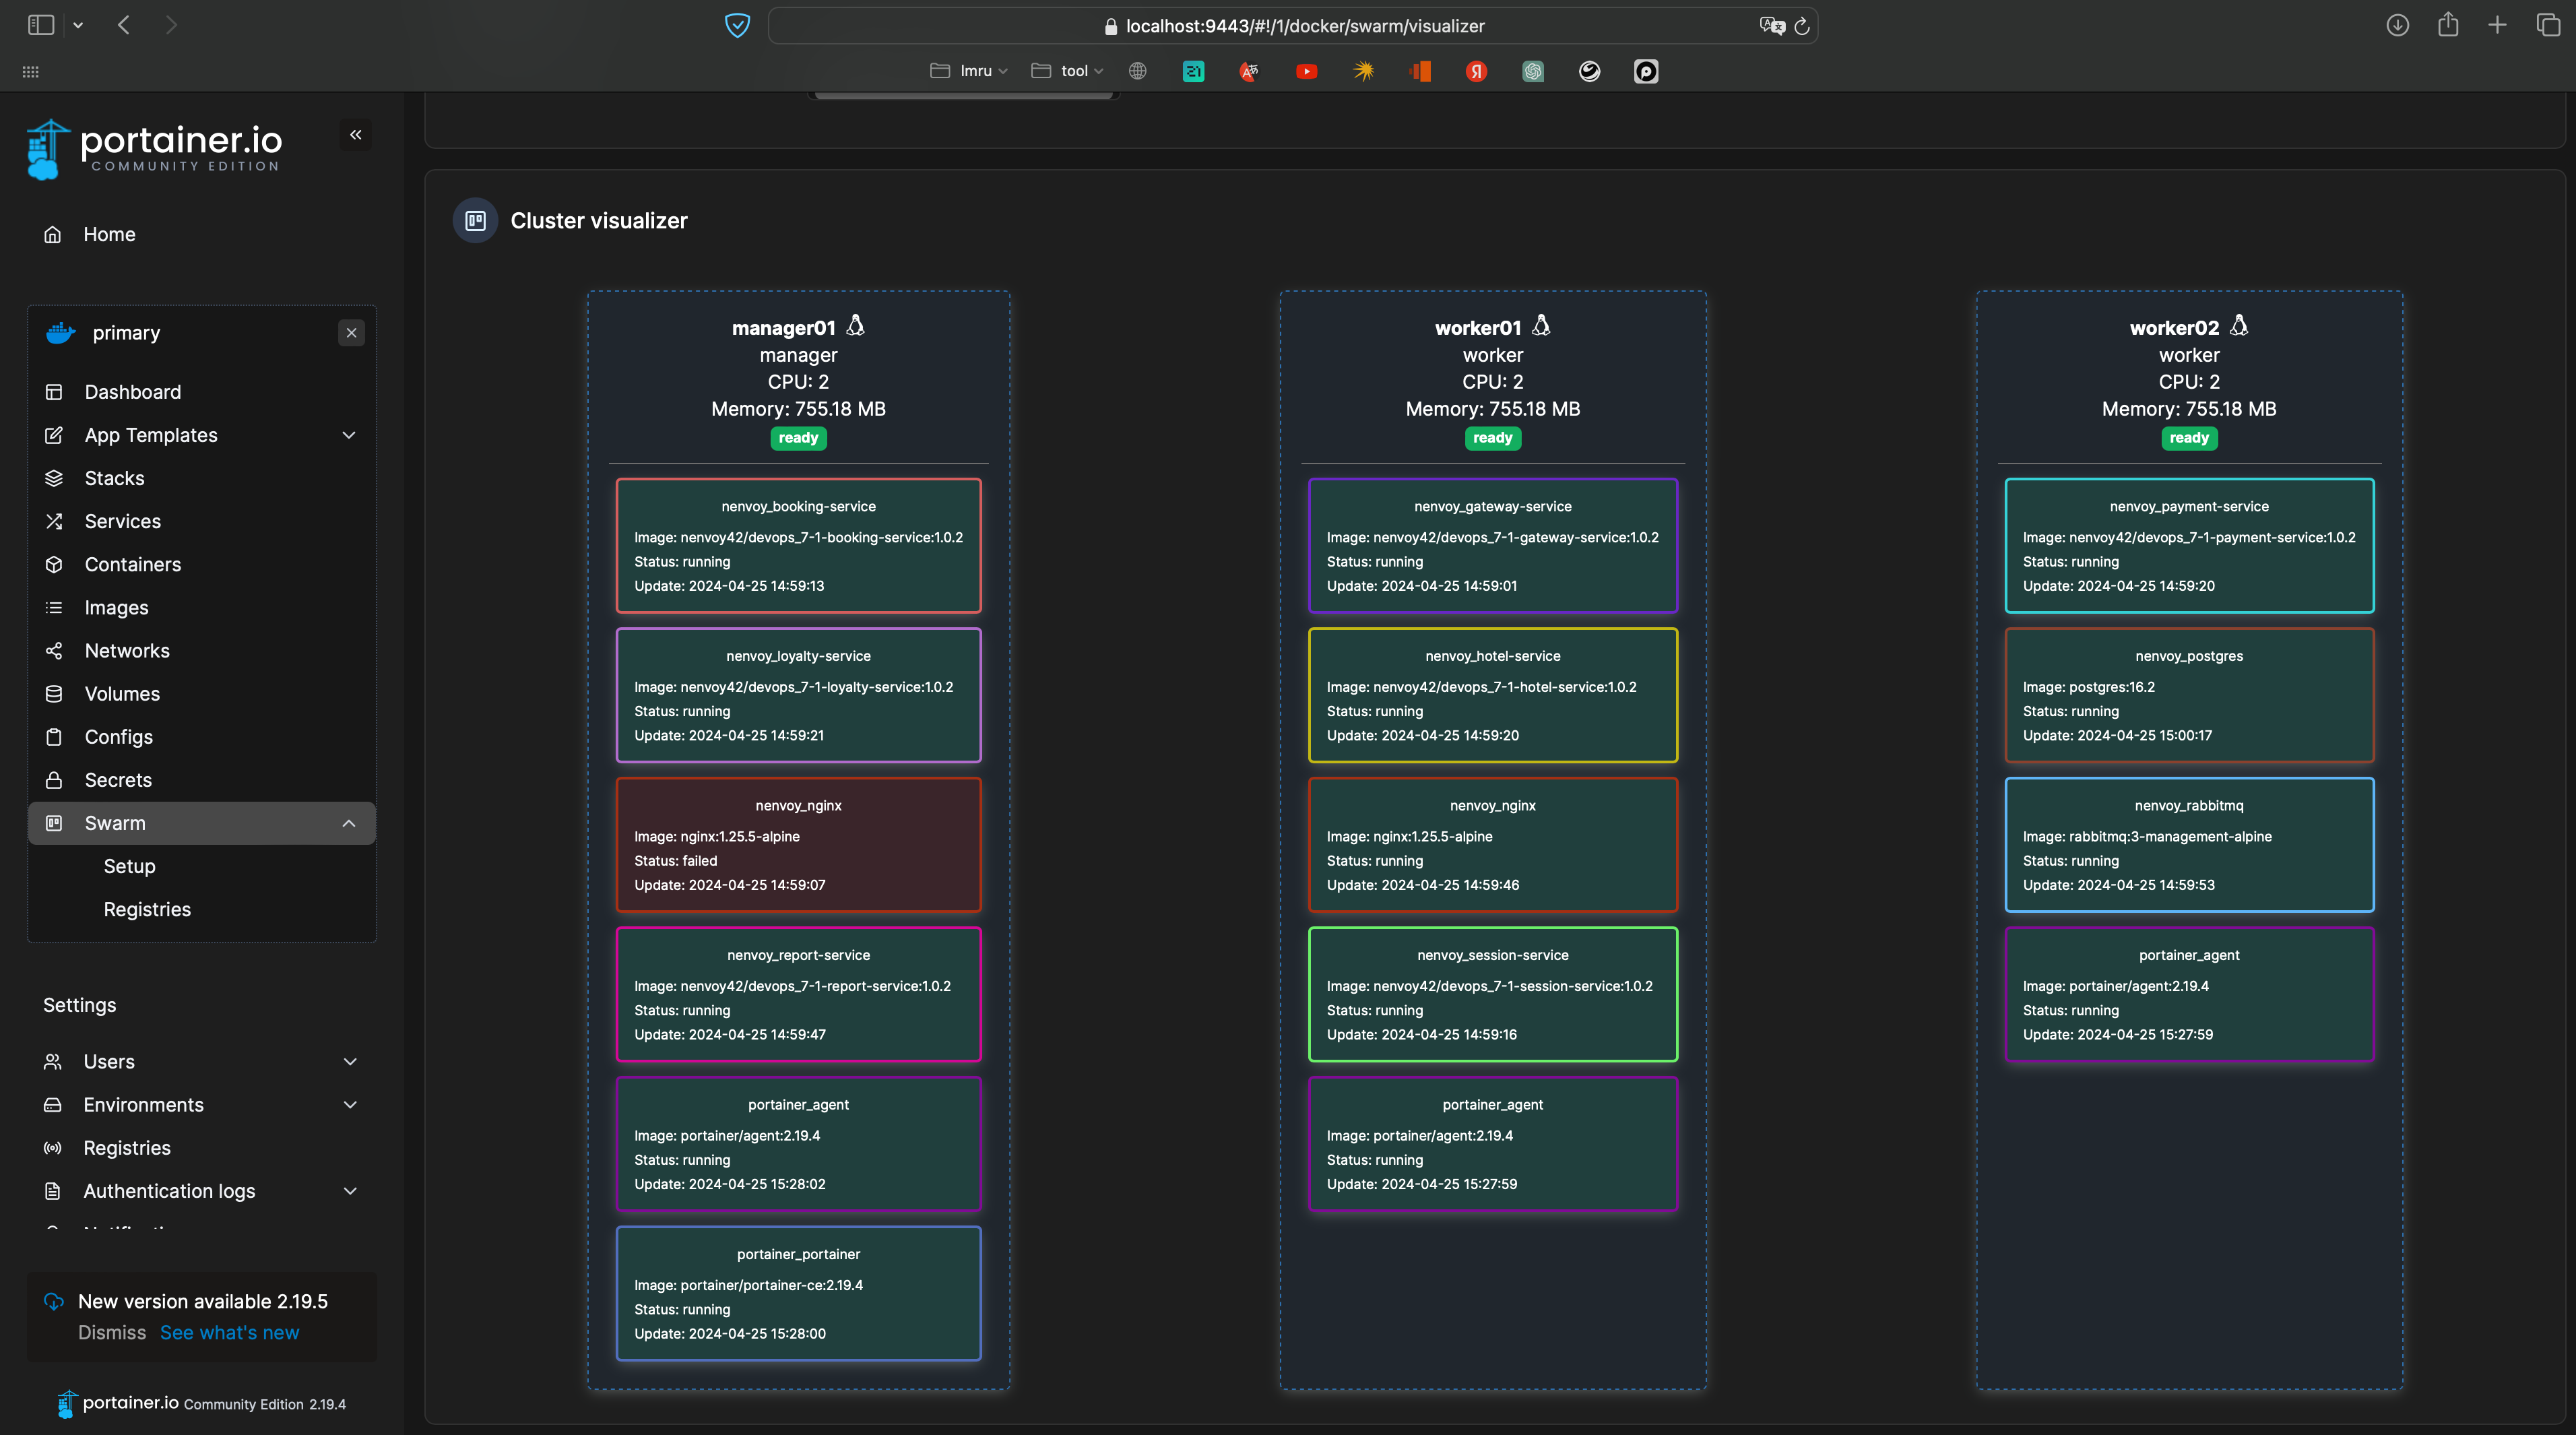 localhost:9443/#!/1/docker/swarm/visualizer
lmru
tool
portainer.io
COMMUNITY EDITION
Home
primary
Dashboard
App Templates
Stacks
Services
Containers
Images
Networks
Volumes
Configs
Secrets
Swarm
Setup
Registries
Settings
Users
Environments
Registries
Authentication logs
New version available 2.19.5
Dismiss See what's new
portainer.io Community Edition 2.19.4
Cluster visualizer
manager01
manager
CPU: 2
Memory: 755.18 MB
ready
nenvoy_booking-service
Image: nenvoy42/devops_7-1-booking-service:1.0.2
Status: running
Update: 2024-04-25 14:59:13
nenvoy_loyalty-service
Image: nenvoy42/devops_7-1-loyalty-service:1.0.2
Status: running
Update: 2024-04-25 14:59:21
nenvoy_nginx
Image: nginx:1.25.5-alpine
Status: failed
Update: 2024-04-25 14:59:07
nenvoy_report-service
Image: nenvoy42/devops_7-1-report-service:1.0.2
Status: running
Update: 2024-04-25 14:59:47
portainer_agent
Image: portainer/agent:2.19.4
Status: running
Update: 2024-04-25 15:28:02
portainer_portainer
Image: portainer/portainer-ce:2.19.4
Status: running
Update: 2024-04-25 15:28:00
worker01
worker
CPU: 2
Memory: 755.18 MB
ready
nenvoy_gateway-service
Image: nenvoy42/devops_7-1-gateway-service:1.0.2
Status: running
Update: 2024-04-25 14:59:01
nenvoy_hotel-service
Image: nenvoy42/devops_7-1-hotel-service:1.0.2
Status: running
Update: 2024-04-25 14:59:20
nenvoy_nginx
Image: nginx:1.25.5-alpine
Status: running
Update: 2024-04-25 14:59:46
nenvoy_session-service
Image: nenvoy42/devops_7-1-session-service:1.0.2
Status: running
Update: 2024-04-25 14:59:16
portainer_agent
Image: portainer/agent:2.19.4
Status: running
Update: 2024-04-25 15:27:59
worker02
worker
CPU: 2
Memory: 755.18 MB
ready
nenvoy_payment-service
Image: nenvoy42/devops_7-1-payment-service:1.0.2
Status: running
Update: 2024-04-25 14:59:20
nenvoy_postgres
Image: postgres:16.2
Status: running
Update: 2024-04-25 15:00:17
nenvoy_rabbitmq
Image: rabbitmq:3-management-alpine
Status: running
Update: 2024-04-25 14:59:53
portainer_agent
Image: portainer/agent:2.19.4
Status: running
Update: 2024-04-25 15:27:59